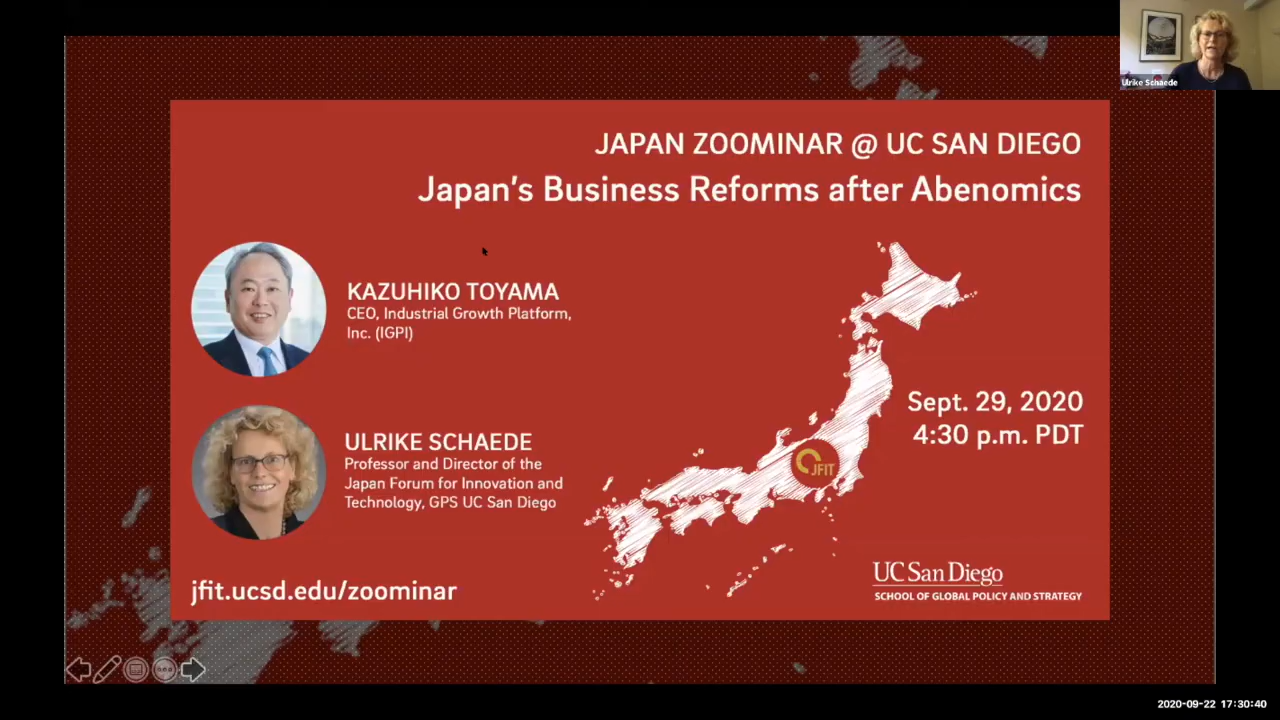 Ulrike Schaede
JAPAN ZOOMINAR @ UC SAN DIEGO
Japan's Business Reforms after Abenomics
KAZUHIKO TOYAMA
CEO, Industrial Growth Platform,
Inc. (IGPI)
ULRIKE SCHAEDE
Professor and Director of the
Japan Forum for Innovation and
Technology, GPS UC San Diego
Sept. 29, 2020
4:30 p.m. PDT
JFIT
jfit.ucsd.edu/zoominar
UC San Diego
SCHOOL OF GLOBAL POLICY AND STRATEGY
2020-09-22 17:30:40